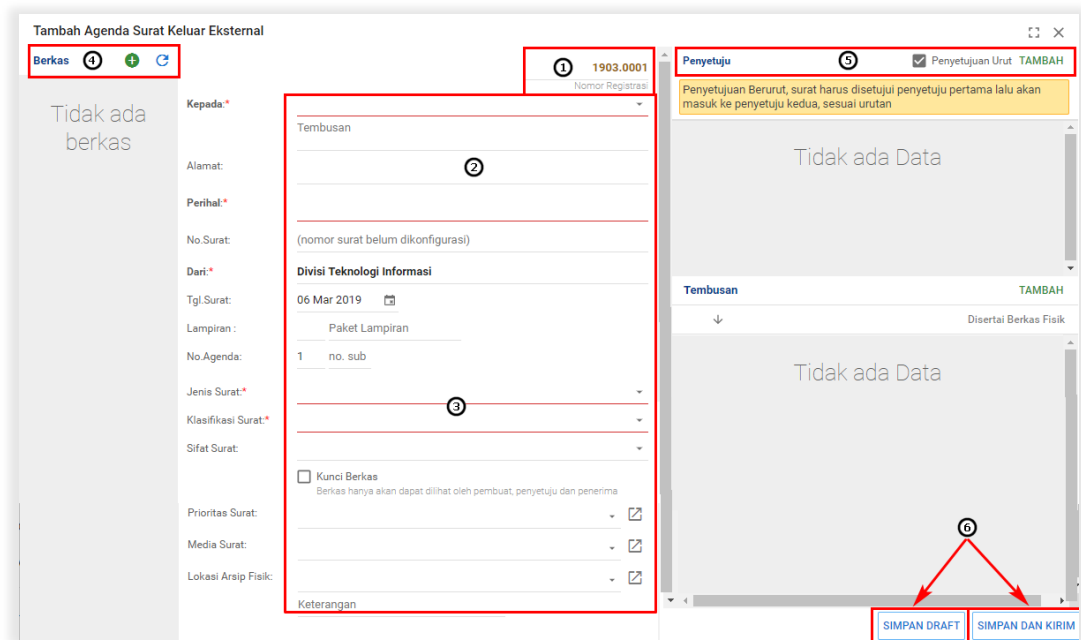 Tambah Agenda Surat Keluar Eksternal
Berkas 4
Tidak ada
berkas
1 1903.0001
Nomor Registrasi
Kepada:*
Tembusan
2
Alamat:
Perihal:*
No.Surat: (nomor surat belum dikonfigurasi)
Dari:* Divisi Teknologi Informasi
Tgl.Surat: 06 Mar 2019
Lampiran : Paket Lampiran
No.Agenda: 1 no. sub
Jenis Surat:*
3
Klasifikasi Surat:*
Sifat Surat:
Kunci Berkas
Berkas hanya akan dapat dilihat oleh pembuat, penyetuju dan penerima
Prioritas Surat:
Media Surat:
Lokasi Arsip Fisik:
Keterangan
Penyetuju 5 Penyetujuan Urut TAMBAH
Penyetujuan Berurut, surat harus disetujui penyetuju pertama lalu akan
masuk ke penyetuju kedua, sesuai urutan
Tidak ada Data
Tembusan TAMBAH
Disertai Berkas Fisik
Tidak ada Data
6
SIMPAN DRAFT SIMPAN DAN KIRIM